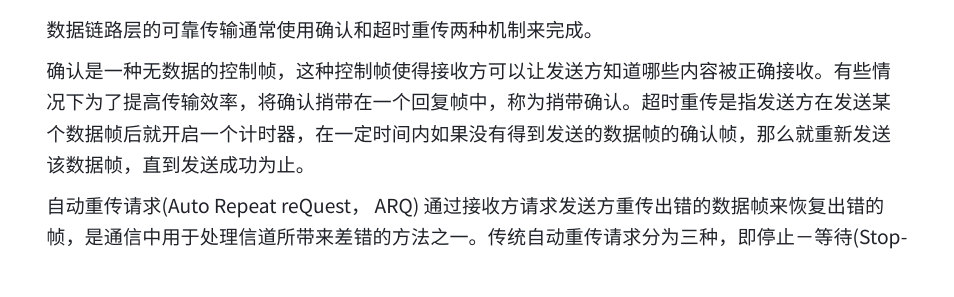 数据链路层的可靠传输通常使用确认和超时重传两种机制来完成。
确认是一种无数据的控制帧，这种控制帧使得接收方可以让发送方知道哪些内容被正确接收。有些情
况下为了提高传输效率，将确认捎带在一个回复帧中，称为捎带确认。超时重传是指发送方在发送某
个数据帧后就开启一个计时器，在一定时间内如果没有得到发送的数据帧的确认帧，那么就重新发送
该数据帧，直到发送成功为止。
自动重传请求(Auto Repeat reQuest， ARQ) 通过接收方请求发送方重传出错的数据帧来恢复出错的
帧，是通信中用于处理信道所带来差错的方法之一。传统自动重传请求分为三种，即停止－等待(Stop-